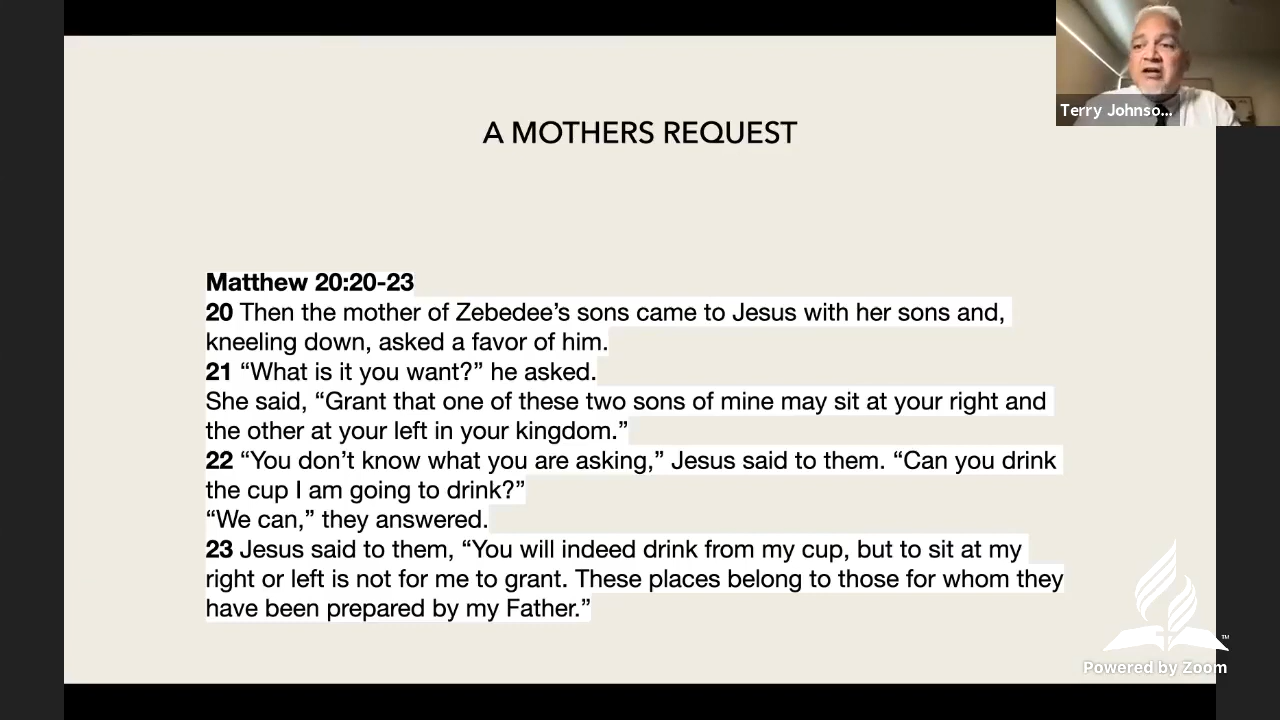 Terry Johnso...
A MOTHERS REQUEST
Matthew 20:20-23
20 Then the mother of Zebedee’s sons came to Jesus with her sons and,
kneeling down, asked a favor of him.
21 “What is it you want?” he asked.
She said, “Grant that one of these two sons of mine may sit at your right and
the other at your left in your kingdom.”
22 “You don’t know what you are asking,” Jesus said to them. “Can you drink
the cup I am going to drink?”
“We can,” they answered.
23 Jesus said to them, “You will indeed drink from my cup, but to sit at my
right or left is not for me to grant. These places belong to those for whom they
have been prepared by my Father.”
TM
Powered by Zoom